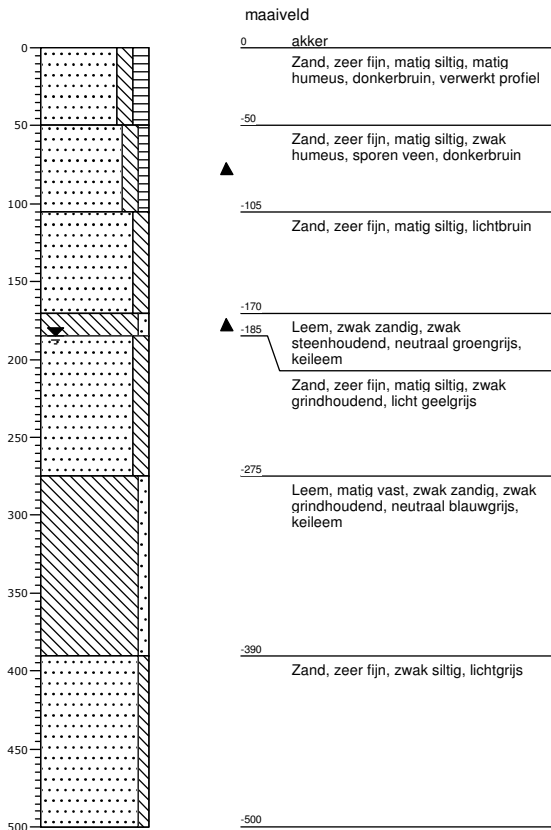 maaiveld
0
0
akker
Zand, zeer fijn, matig siltig, matig
humeus, donkerbruin, verwerkt profiel
50
-50
Zand, zeer fijn, matig siltig, zwak
humeus, sporen veen, donkerbruin
100
-105
Zand, zeer fijn, matig siltig, lichtbruin
150
-170
Leem, zwak zandig, zwak
steenhoudend, neutraal groengrijs,
keileem
-185
200
Zand, zeer fijn, matig siltig, zwak
grindhoudend, licht geelgrijs
250
-275
Leem, matig vast, zwak zandig, zwak
grindhoudend, neutraal blauwgrijs,
keileem
300
350
-390
400
Zand, zeer fijn, zwak siltig, lichtgrijs
450
500
-500